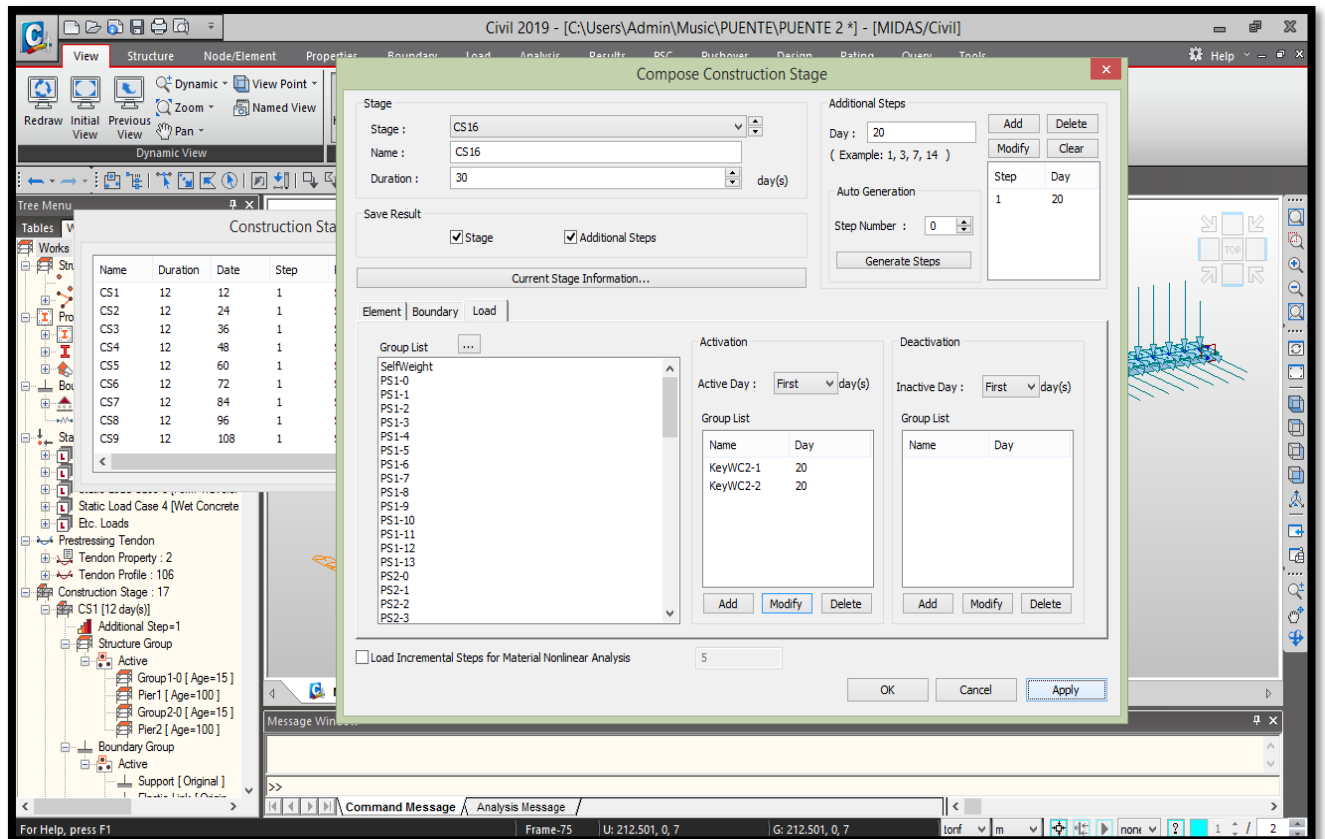 Civil 2019 - [C:\Users\Admin\Music\PUENTE\PUENTE 2 *] - [MIDAS/Civil]
View Structure Node/Element Properties Boundary Load Analysis Results PSC Pushover Design Rating Query Tools Help
Redraw
Initial View
Previous View
Dynamic
Zoom
Pan
View Point
Named View
Dynamic View
Tree Menu
Tables
Works
Static Load Case 4 [Wet Concrete
Etc. Loads
Prestressing Tendon
Tendon Property : 2
Tendon Profile : 106
Construction Stage : 17
CS1 [12 day(s)]
Additional Step=1
Structure Group
Active
Group1-0 [ Age=15 ]
Pier1 [ Age=100 ]
Group2-0 [ Age=15 ]
Pier2 [ Age=100 ]
Boundary Group
Active
Support [ Original ]
Construction Sta
Name Duration Date Step
CS1 12 12 1
CS2 12 24 1
CS3 12 36 1
CS4 12 48 1
CS5 12 60 1
CS6 12 72 1
CS7 12 84 1
CS8 12 96 1
CS9 12 108 1
Compose Construction Stage
Stage
Stage : CS16
Name : CS16
Duration : 30 day(s)
Save Result
Stage Additional Steps
Current Stage Information...
Additional Steps
Day : 20
( Example: 1, 3, 7, 14 )
Add Delete
Modify Clear
Auto Generation
Step Number : 0
Generate Steps
Step Day
1 20
Element Boundary Load
Group List ...
SelfWeight
PS1-0
PS1-1
PS1-2
PS1-3
PS1-4
PS1-5
PS1-6
PS1-7
PS1-8
PS1-9
PS1-10
PS1-11
PS1-12
PS1-13
PS2-0
PS2-1
PS2-2
PS2-3
Activation
Active Day : First day(s)
Group List
Name Day
KeyWC2-1 20
KeyWC2-2 20
Add Modify Delete
Deactivation
Inactive Day : First day(s)
Group List
Name Day
Add Modify Delete
Load Incremental Steps for Material Nonlinear Analysis 5
OK Cancel Apply
TOP
Message Win
>>
Command Message Analysis Message
For Help, press F1
Frame-75
U: 212.501, 0, 7
G: 212.501, 0, 7
tonf
m
none
?
1 / 2